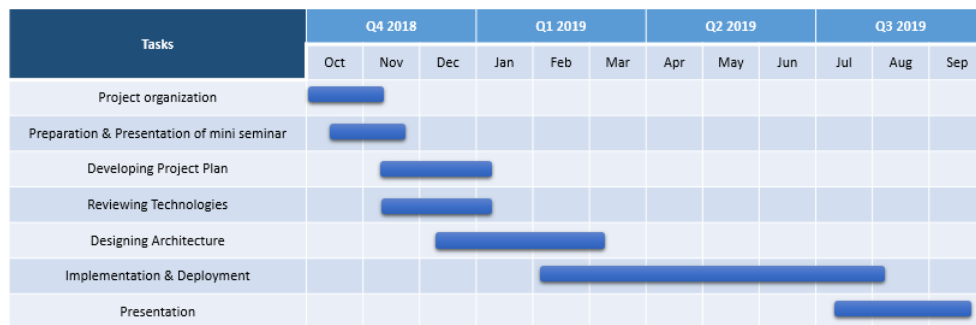 Tasks
Q4 2018 Q1 2019 Q2 2019 Q3 2019
Oct Nov Dec Jan Feb Mar Apr May Jun Jul Aug Sep
Project organization
Preparation & Presentation of mini seminar
Developing Project Plan
Reviewing Technologies
Designing Architecture
Implementation & Deployment
Presentation